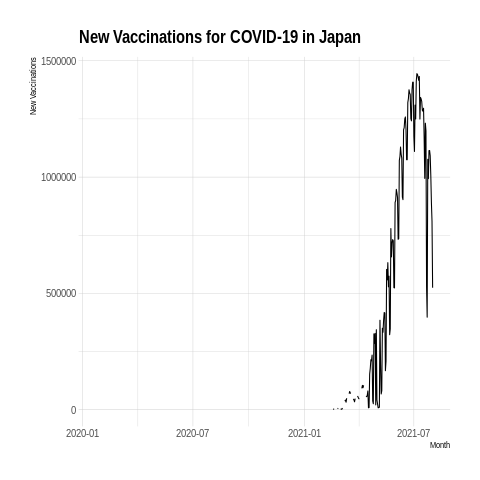 New Vaccinations for COVID-19 in Japan
New Vaccinations
1500000
1000000
500000
0
2020-01 2020-07 2021-01 2021-07
Month